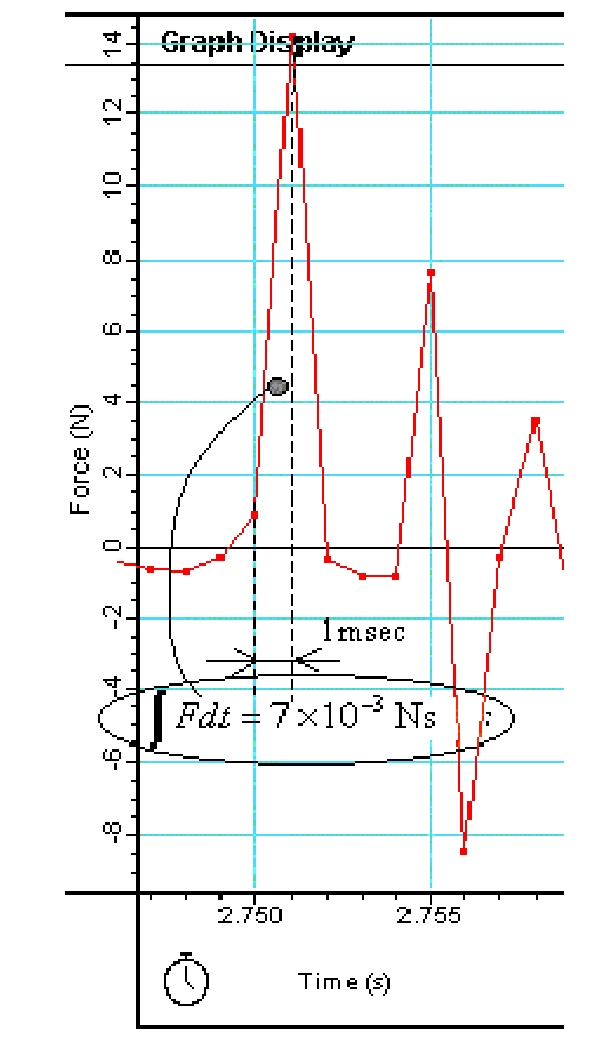 Graph Display
14
12
10
8
6
4
2
0
-2
-4
-6
-8
Force (N)
1msec
∫ Fdt = 7×10⁻³ Ns
2.750 2.755
Time (s)